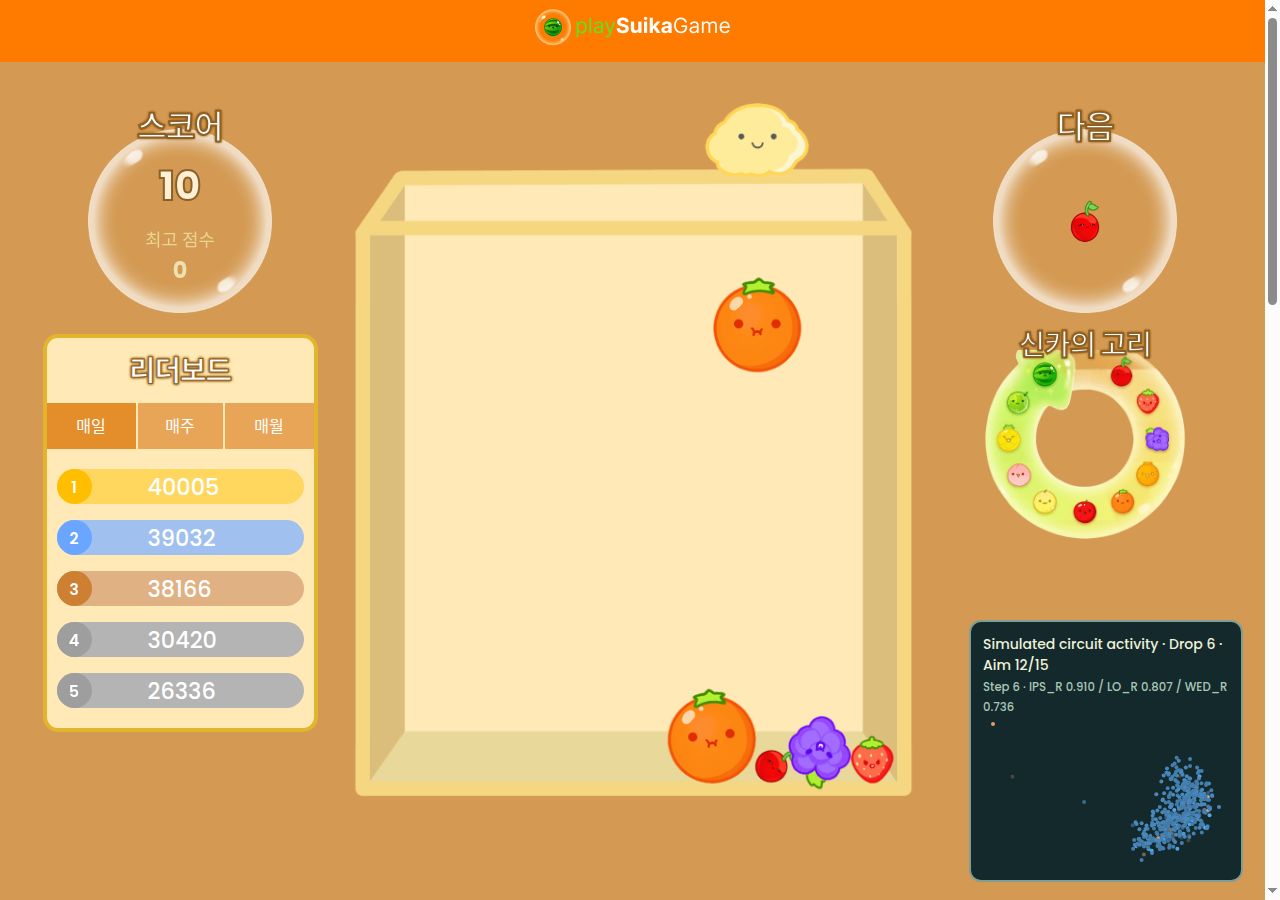 playSuikaGame
스코어
10
최고 점수
0
리더보드
매일 매주 매월
1 40005
2 39032
3 38166
4 30420
5 26336
다음
신카의 고리
Simulated circuit activity · Drop 6 ·
Aim 12/15
Step 6 · IPS_R 0.910 / LO_R 0.807 / WED_R
0.736